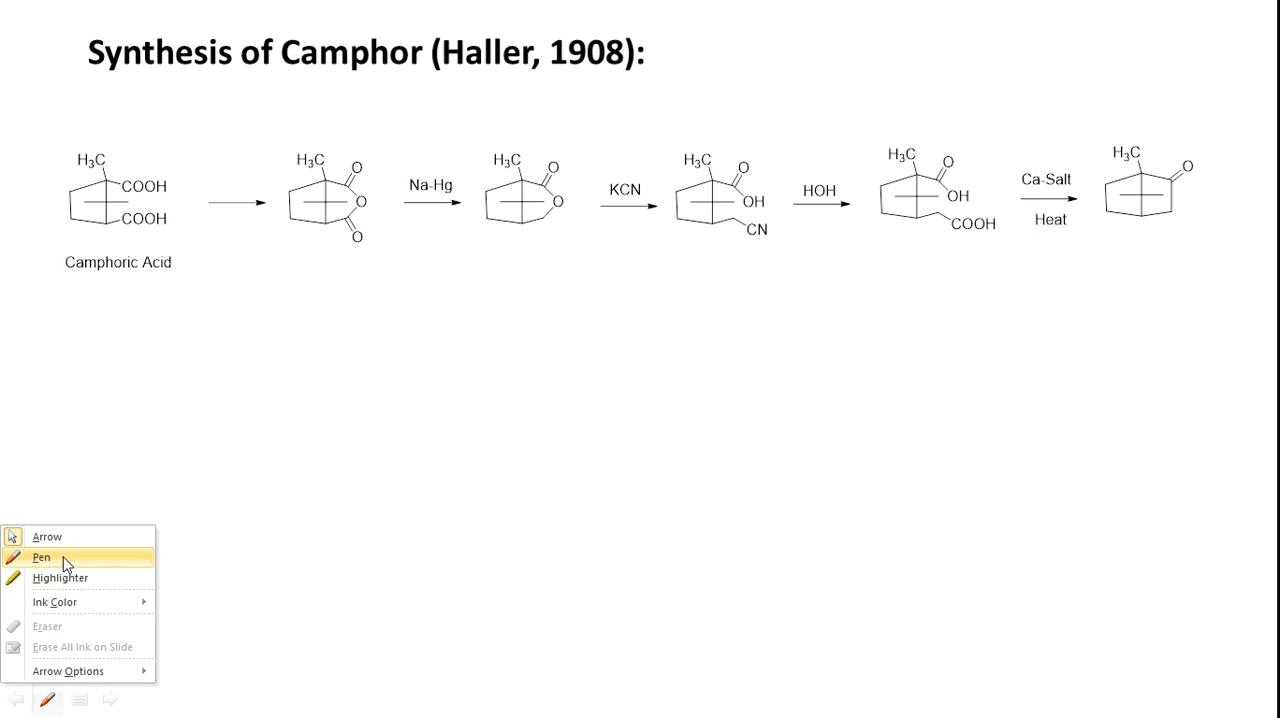 Synthesis of Camphor (Haller, 1908):
H₃C
COOH
COOH
Camphoric Acid
H₃C
O
O
O
Na-Hg
H₃C
O
O
KCN
H₃C
O
OH
CN
HOH
H₃C
O
OH
COOH
Ca-Salt
Heat
H₃C
O
Arrow
Pen
Highlighter
Ink Color
Eraser
Erase All Ink on Slide
Arrow Options